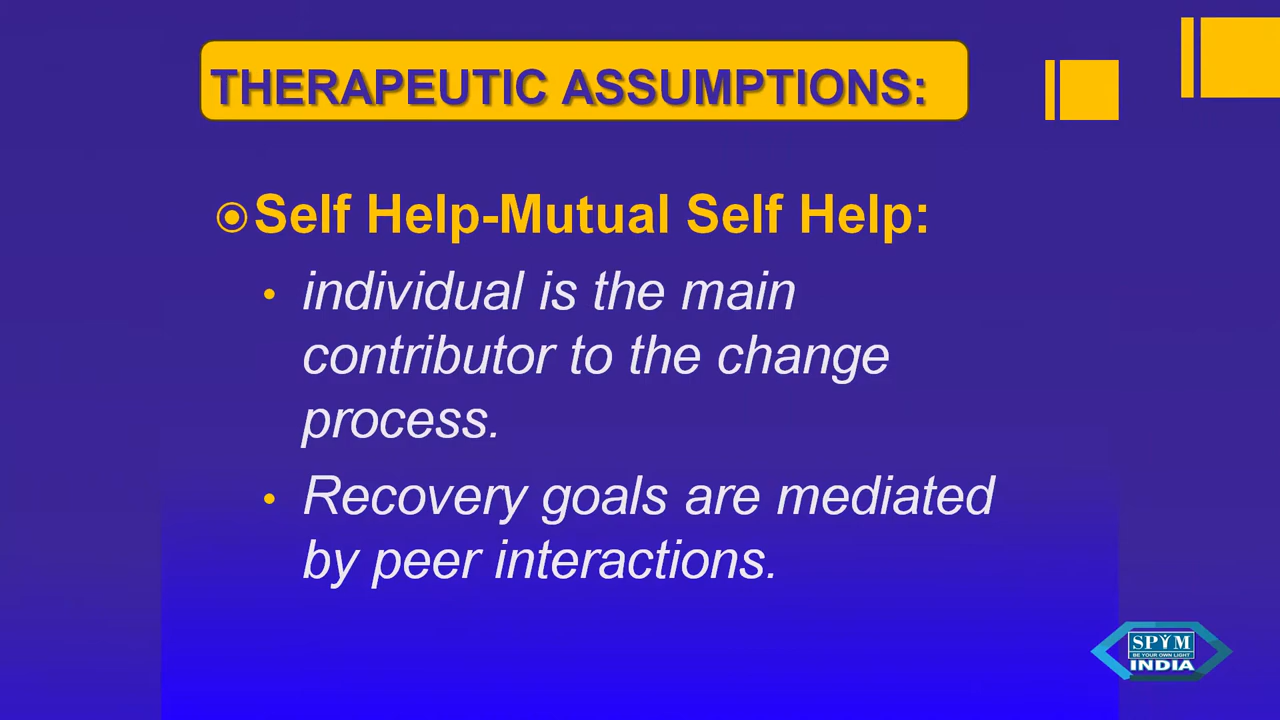 THERAPEUTIC ASSUMPTIONS:
Self Help-Mutual Self Help:
• individual is the main
contributor to the change
process.
• Recovery goals are mediated
by peer interactions.
SPYM
BE YOUR OWN LIGHT
INDIA